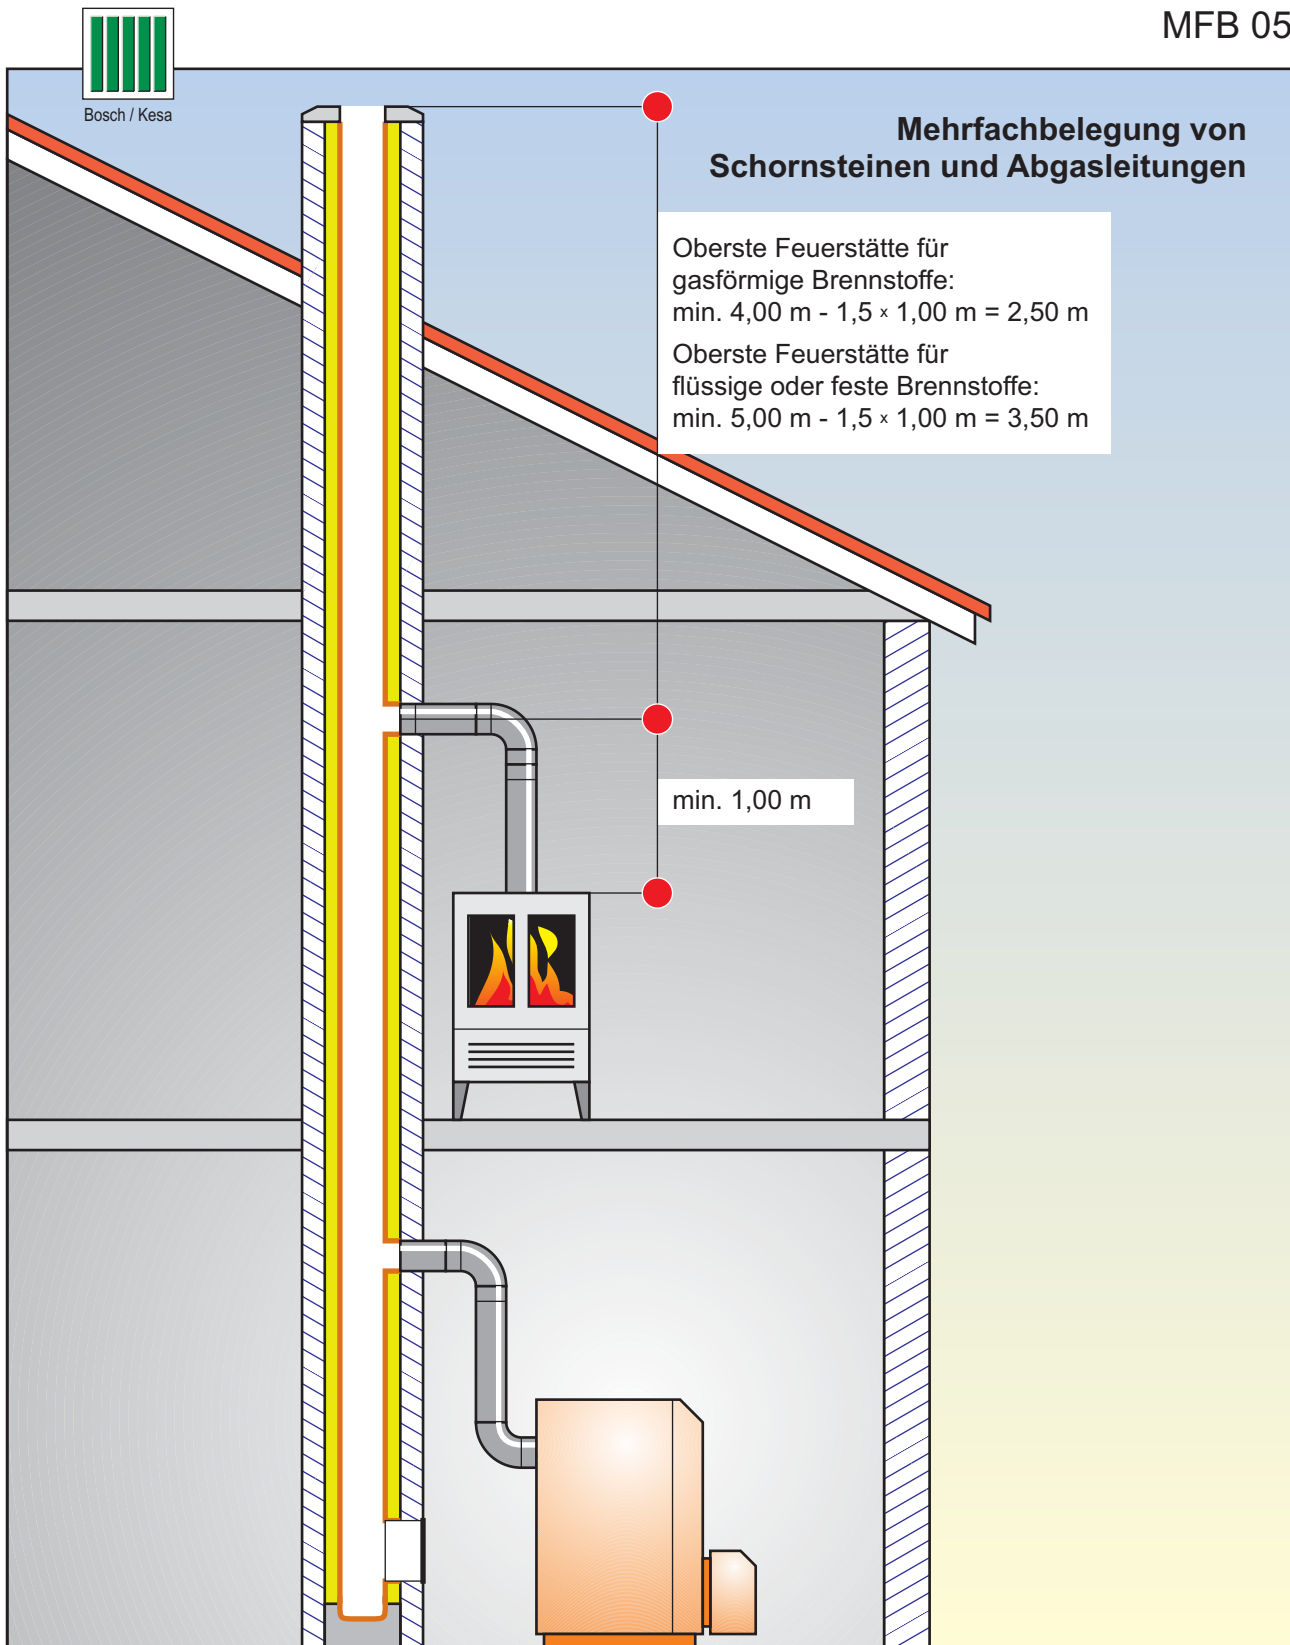 MFB 05
Bosch / Kesa
Mehrfachbelegung von
Schornsteinen und Abgasleitungen
Oberste Feuerstätte für
gasförmige Brennstoffe:
min. 4,00 m - 1,5 x 1,00 m = 2,50 m
Oberste Feuerstätte für
flüssige oder feste Brennstoffe:
min. 5,00 m - 1,5 x 1,00 m = 3,50 m
min. 1,00 m